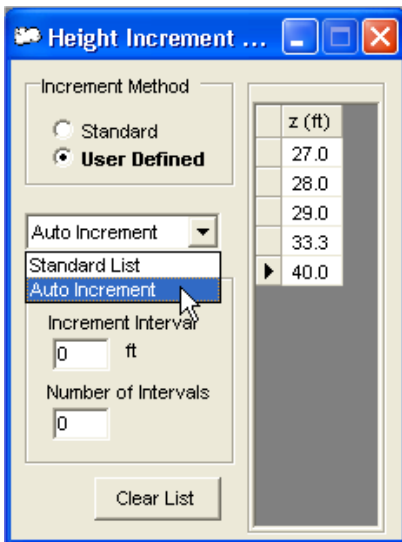 Height Increment ...
Increment Method
Standard
User Defined
Auto Increment
Standard List
Auto Increment
Increment Interval
0 ft
Number of Intervals
0
Clear List
z (ft)
27.0
28.0
29.0
33.3
40.0